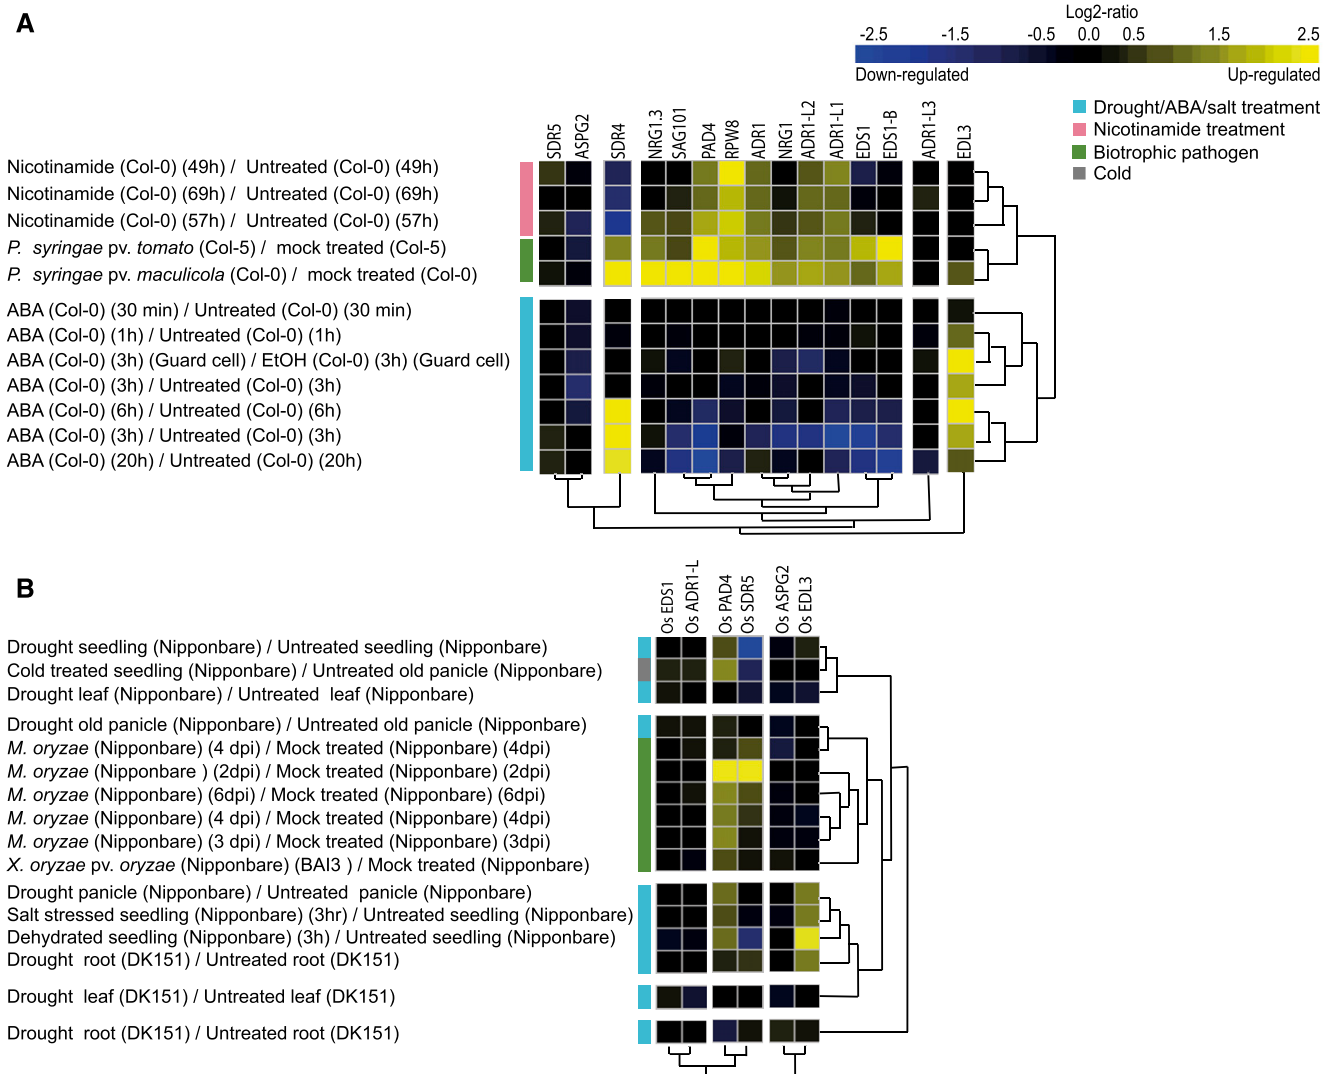 A
Log2-ratio
-2.5 -1.5 -0.5 0.0 0.5 1.5 2.5
Down-regulated Up-regulated
Drought/ABA/salt treatment
Nicotinamide treatment
Biotrophic pathogen
Cold
SDR5 ASPG2 SDR4 NRG1.3 SAG101 PAD4 RPW8 ADR1 NRG1 ADR1-L2 ADR1-L1 EDS1 EDS1-B ADR1-L3 EDL3
Nicotinamide (Col-0) (49h) / Untreated (Col-0) (49h)
Nicotinamide (Col-0) (69h) / Untreated (Col-0) (69h)
Nicotinamide (Col-0) (57h) / Untreated (Col-0) (57h)
P. syringae pv. tomato (Col-5) / mock treated (Col-5)
P. syringae pv. maculicola (Col-0) / mock treated (Col-0)
ABA (Col-0) (30 min) / Untreated (Col-0) (30 min)
ABA (Col-0) (1h) / Untreated (Col-0) (1h)
ABA (Col-0) (3h) (Guard cell) / EtOH (Col-0) (3h) (Guard cell)
ABA (Col-0) (3h) / Untreated (Col-0) (3h)
ABA (Col-0) (6h) / Untreated (Col-0) (6h)
ABA (Col-0) (3h) / Untreated (Col-0) (3h)
ABA (Col-0) (20h) / Untreated (Col-0) (20h)
B
Os EDS1 Os ADR1-L Os PAD4 Os SDR5 Os ASPG2 Os EDL3
Drought seedling (Nipponbare) / Untreated seedling (Nipponbare)
Cold treated seedling (Nipponbare) / Untreated old panicle (Nipponbare)
Drought leaf (Nipponbare) / Untreated leaf (Nipponbare)
Drought old panicle (Nipponbare) / Untreated old panicle (Nipponbare)
M. oryzae (Nipponbare) (4 dpi) / Mock treated (Nipponbare) (4dpi)
M. oryzae (Nipponbare ) (2dpi) / Mock treated (Nipponbare) (2dpi)
M. oryzae (Nipponbare) (6dpi) / Mock treated (Nipponbare) (6dpi)
M. oryzae (Nipponbare) (4 dpi) / Mock treated (Nipponbare) (4dpi)
M. oryzae (Nipponbare) (3 dpi) / Mock treated (Nipponbare) (3dpi)
X. oryzae pv. oryzae (Nipponbare) (BAI3 ) / Mock treated (Nipponbare)
Drought panicle (Nipponbare) / Untreated panicle (Nipponbare)
Salt stressed seedling (Nipponbare) (3hr) / Untreated seedling (Nipponbare)
Dehydrated seedling (Nipponbare) (3h) / Untreated seedling (Nipponbare)
Drought root (DK151) / Untreated root (DK151)
Drought leaf (DK151) / Untreated leaf (DK151)
Drought root (DK151) / Untreated root (DK151)